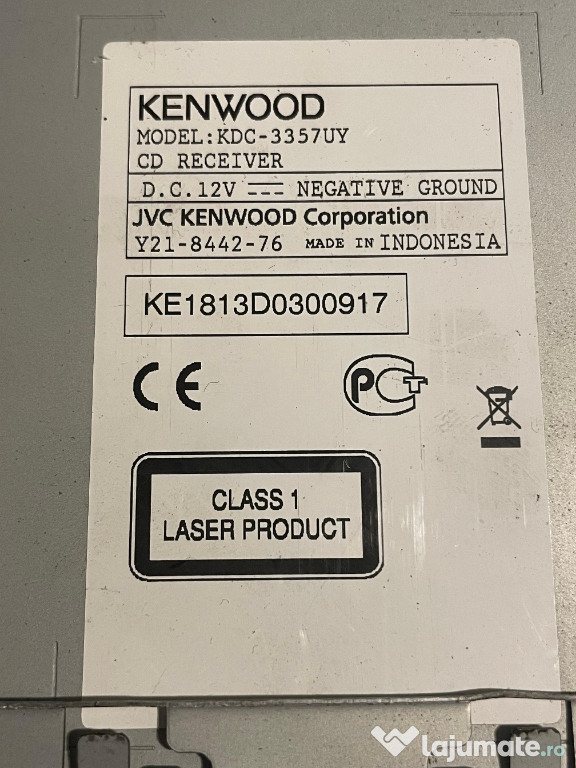 KENWOOD
MODEL:KDC-3357UY
CD RECEIVER
D.C.12V ⎓ NEGATIVE GROUND
JVC KENWOOD Corporation
Y21-8442-76 MADE IN INDONESIA
KE1813D0300917
CE
РСТ
CLASS 1
LASER PRODUCT
lajumate.ro